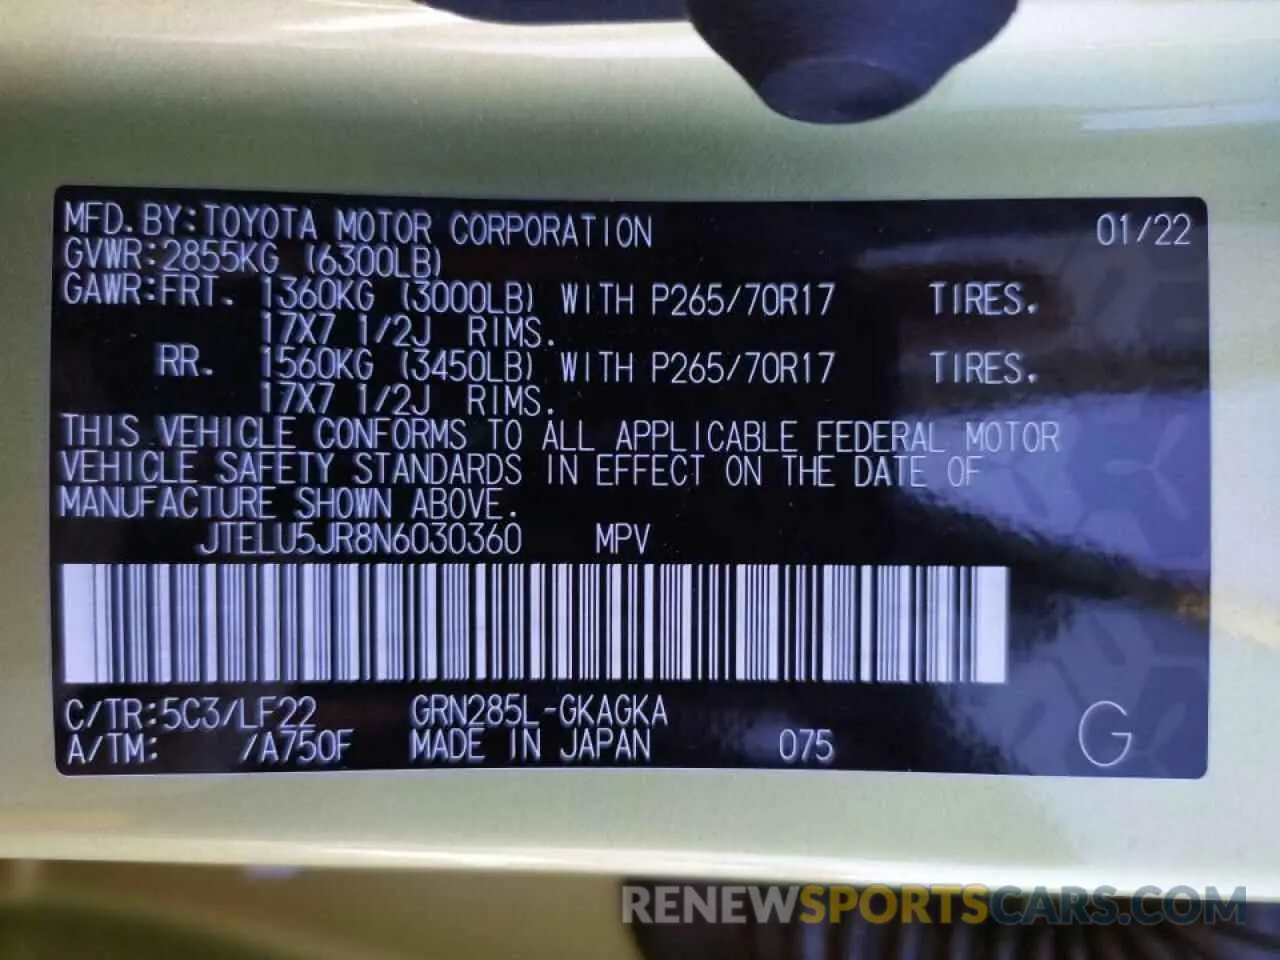 MFD.BY:TOYOTA MOTOR CORPORATION 01/22
GVWR:2855KG (6300LB)
GAWR:FRT. 1360KG (3000LB) WITH P265/70R17 TIRES.
17X7 1/2J RIMS.
RR. 1560KG (3450LB) WITH P265/70R17 TIRES.
17X7 1/2J RIMS.
THIS VEHICLE CONFORMS TO ALL APPLICABLE FEDERAL MOTOR
VEHICLE SAFETY STANDARDS IN EFFECT ON THE DATE OF
MANUFACTURE SHOWN ABOVE.
JTELU5JR8N6030360 MPV
C/TR:5C3/LF22 GRN285L-GKAGKA
A/TM: /A750F MADE IN JAPAN 075 G
RENEWSPORTSCARS.COM